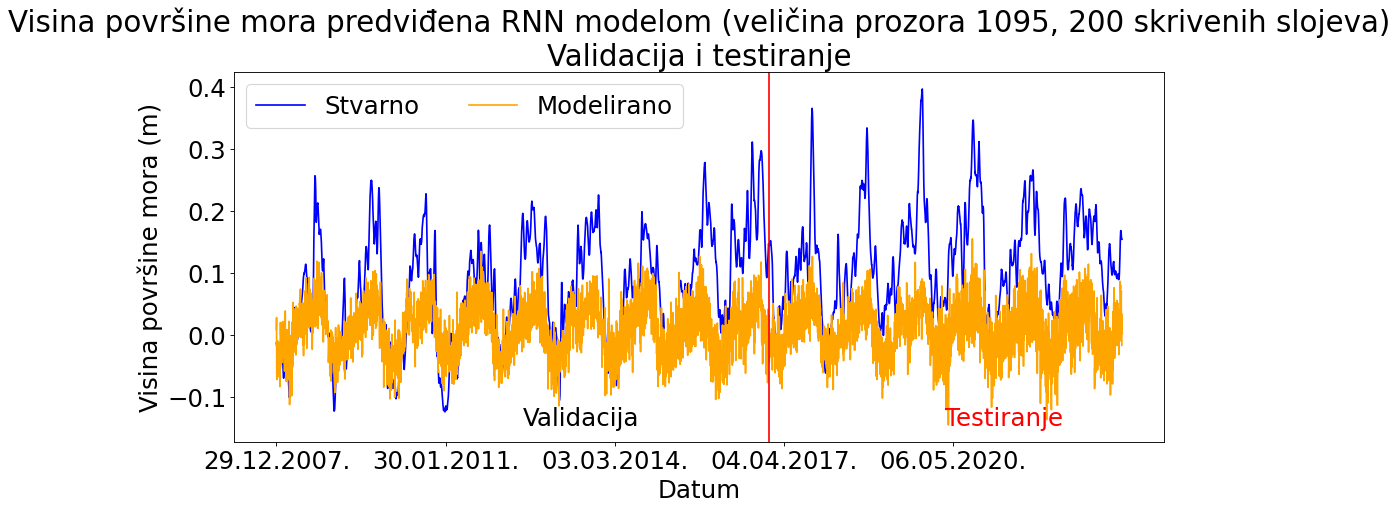 Visina površine mora predviđena RNN modelom (veličina prozora 1095, 200 skrivenih slojeva)
Validacija i testiranje
Stvarno
Modelirano
Visina površine mora (m)
0.4
0.3
0.2
0.1
0.0
−0.1
Validacija
Testiranje
29.12.2007.
30.01.2011.
03.03.2014.
04.04.2017.
06.05.2020.
Datum